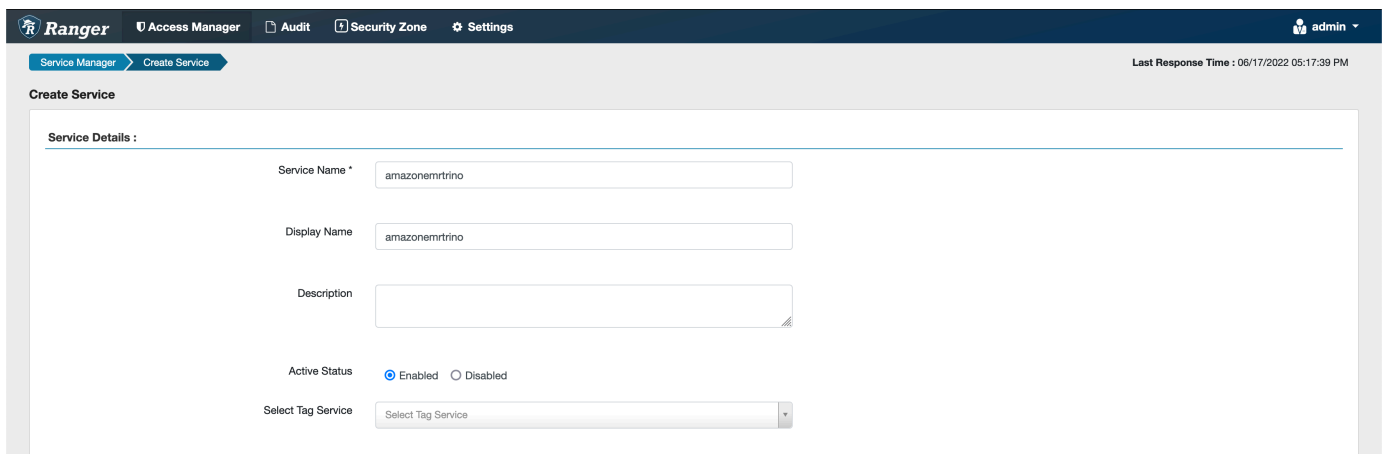 Ranger Access Manager Audit Security Zone Settings admin
Service Manager Create Service Last Response Time : 06/17/2022 05:17:39 PM
Create Service
Service Details :
Service Name * amazonemrtrino
Display Name amazonemrtrino
Description
Active Status Enabled Disabled
Select Tag Service Select Tag Service